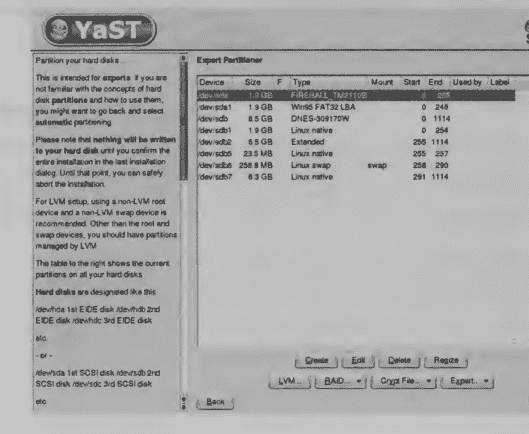 YaST
Partition your hard disks...
This is intended for experts. If you are
not familiar with the concepts of hard
disk partitions and how to use them,
you might want to go back and select
automatic partitioning.
Please note that nothing will be written
to your hard disk until you confirm the
entire installation in the last installation
dialog. Until that point, you can safely
abort the installation.
For LVM setup, using a non-LVM root
device and a non-LVM swap device is
recommended. Other than the root and
swap devices, you should have partitions
managed by LVM
The table to the right shows the current
partitions on all your hard disks
Hard disks are designated like this
/dev/hda 1st EIDE disk /dev/hdb 2nd
EIDE disk /dev/hdc 3rd EIDE disk
etc.
- or -
/dev/sda 1st SCSI disk /dev/sdb 2nd
SCSI disk /dev/sdc 3rd SCSI disk
etc
Expert Partitioner
Device Size F Type Mount Start End Used by Label
/dev/sda 1.9 GB FIREBALL_TM2110S 0
/dev/sda1 1.9 GB Win95 FAT32 LBA 0 248
/dev/sdb 8.5 GB DNES-309170W 0 1114
/dev/sdb1 1.9 GB Linux native 0 254
/dev/sdb2 6.5 GB Extended 255 1114
/dev/sdb5 23.5 MB Linux native 255 257
/dev/sdb6 258.8 MB Linux swap swap 258 290
/dev/sdb7 6.3 GB Linux native 291 1114
Create Edit Delete Resize
LVM... RAID... Crypt File... Expert...
Back